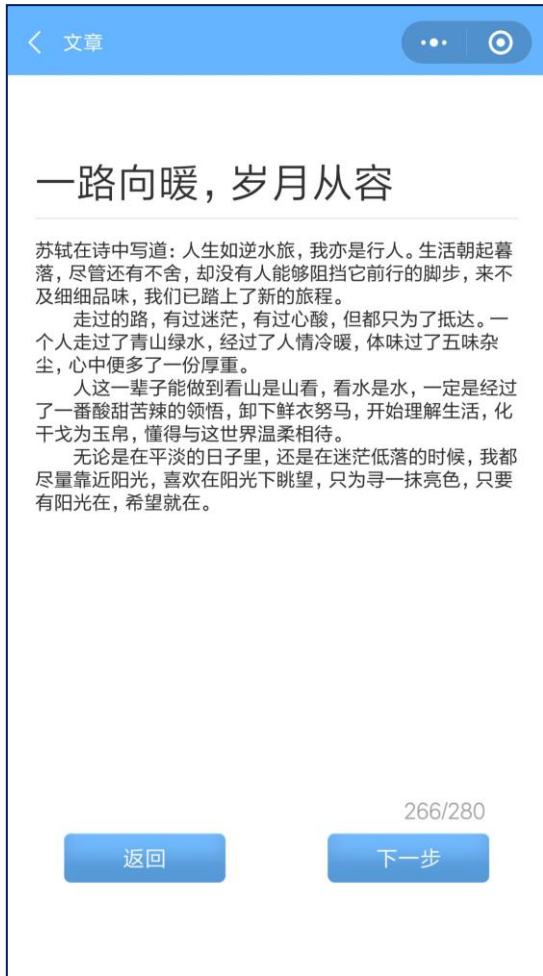 文章
一路向暖，岁月从容
苏轼在诗中写道：人生如逆水旅，我亦是行人。生活朝起暮
落，尽管还有不舍，却没有人能够阻挡它前行的脚步，来不
及细细品味，我们已踏上了新的旅程。
走过的路，有过迷茫，有过心酸，但都只为了抵达。一
个人走过了青山绿水，经过了人情冷暖，体味过了五味杂
尘，心中便多了一份厚重。
人这一辈子能做到看山是山看，看水是水，一定是经过
了一番酸甜苦辣的领悟，卸下鲜衣努马，开始理解生活，化
干戈为玉帛，懂得与这世界温柔相待。
无论是在平淡的日子里，还是在迷茫低落的时候，我都
尽量靠近阳光，喜欢在阳光下眺望，只为寻一抹亮色，只要
有阳光在，希望就在。
266/280
返回
下一步